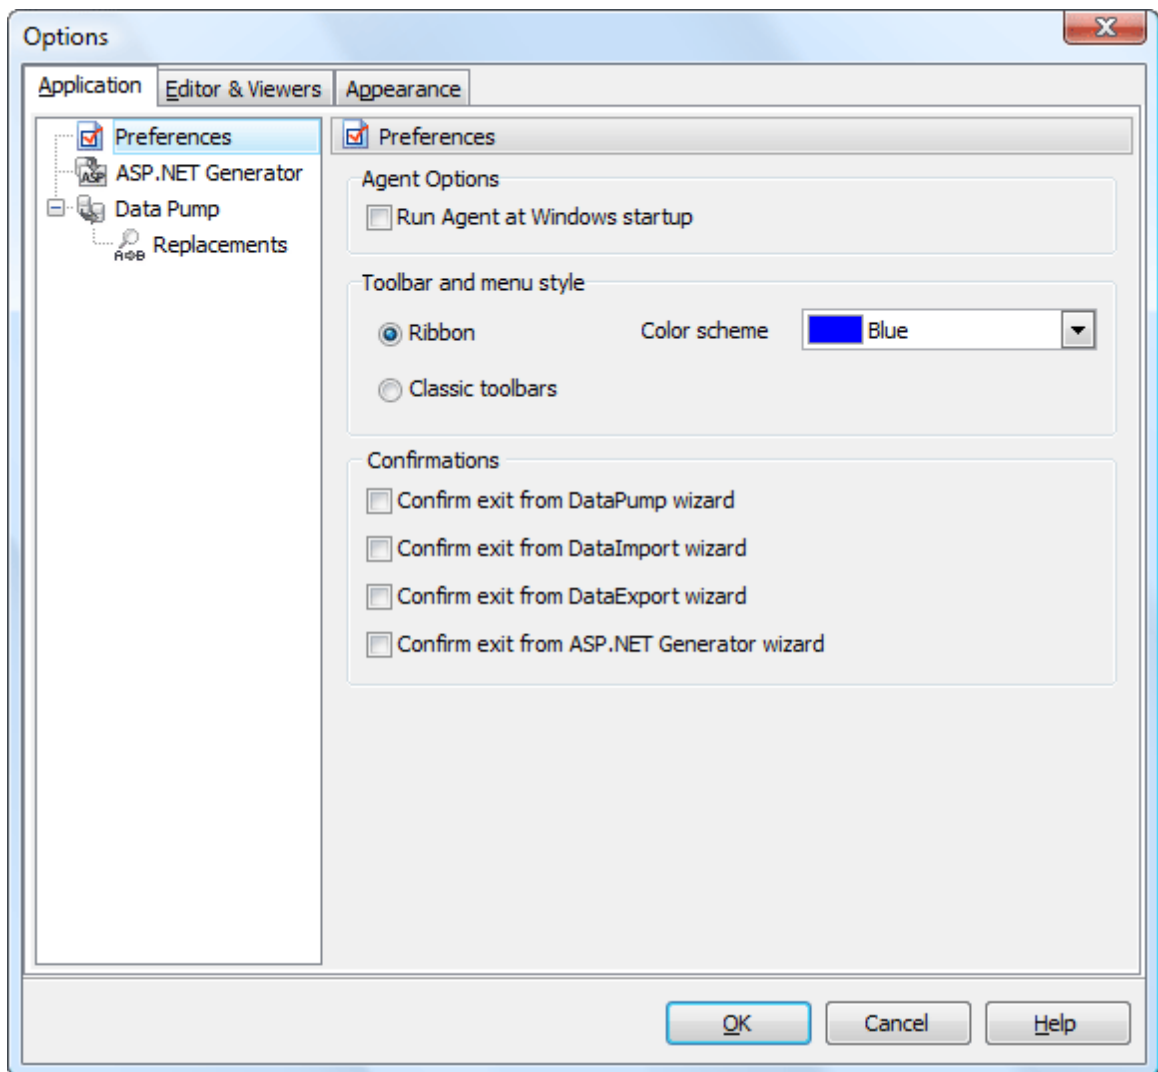 Options
Application Editor & Viewers Appearance
Preferences
ASP.NET Generator
Data Pump
Replacements
Preferences
Agent Options
Run Agent at Windows startup
Toolbar and menu style
Ribbon Color scheme Blue
Classic toolbars
Confirmations
Confirm exit from DataPump wizard
Confirm exit from DataImport wizard
Confirm exit from DataExport wizard
Confirm exit from ASP.NET Generator wizard
OK Cancel Help